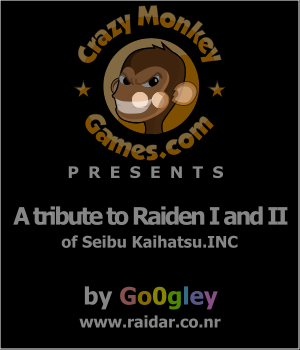 Crazy Monkey
Games.com
PRESENTS
A tribute to Raiden I and II
of Seibu Kaihatsu.INC
by Go0gley
www.raidar.co.nr